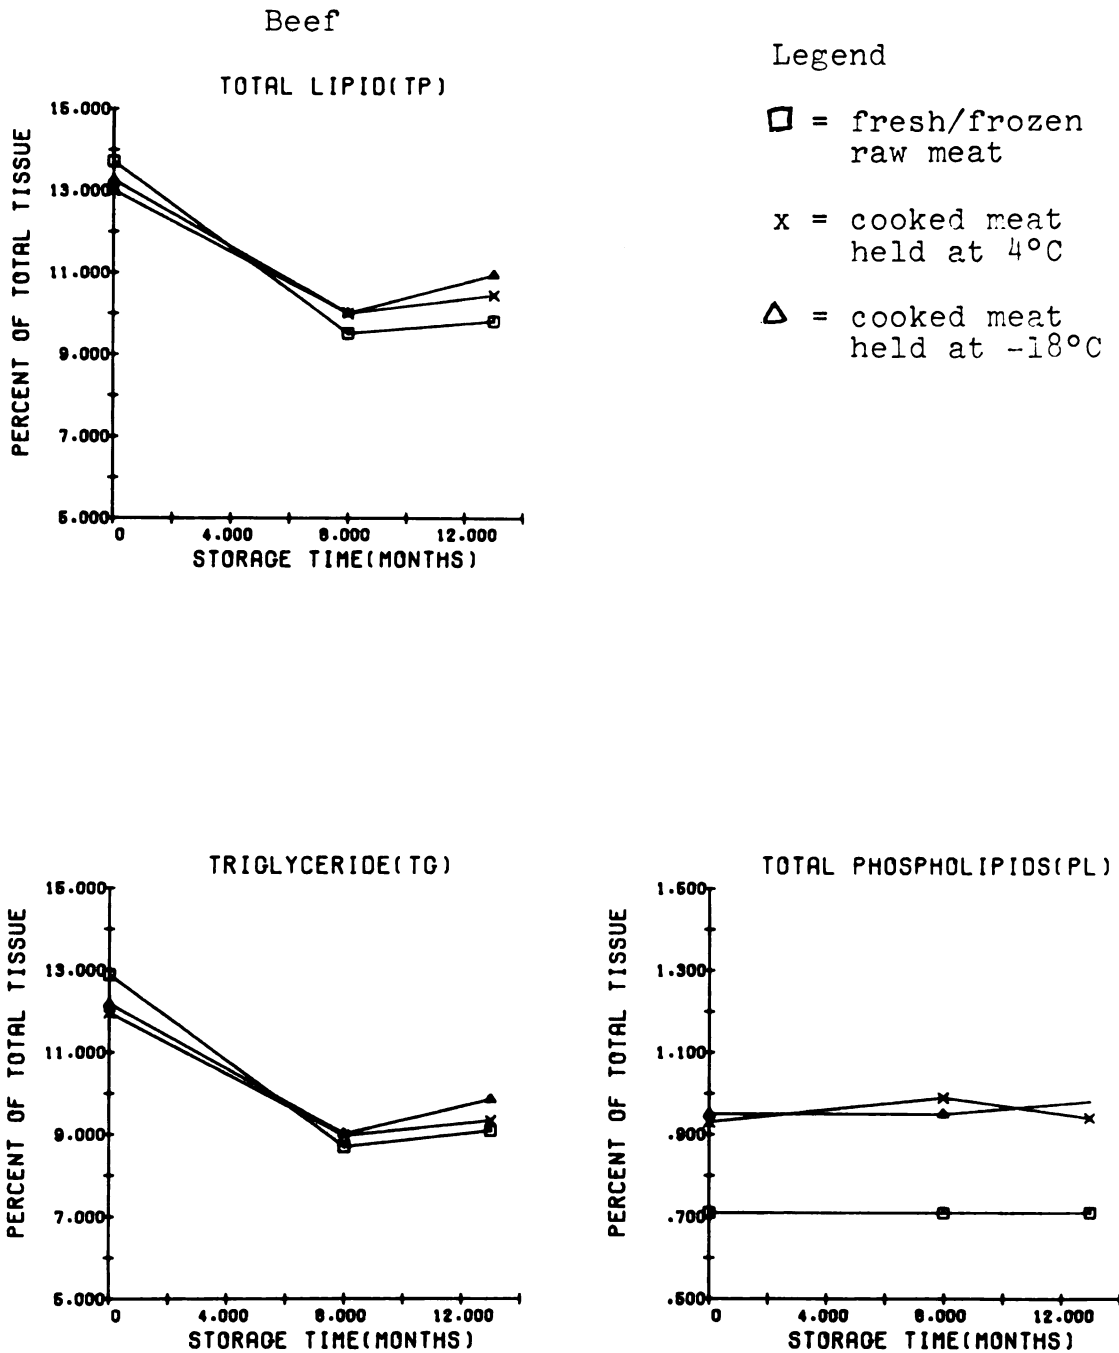 Beef
TOTAL LIPID(TP)
15.000
13.000
11.000
9.000
7.000
5.000
PERCENT OF TOTAL TISSUE
0 4.000 8.000 12.000
STORAGE TIME(MONTHS)
Legend
□ = fresh/frozen
raw meat
x = cooked meat
held at 4°C
△ = cooked meat
held at -18°C
TRIGLYCERIDE(TG)
15.000
13.000
11.000
9.000
7.000
5.000
PERCENT OF TOTAL TISSUE
0 4.000 8.000 12.000
STORAGE TIME(MONTHS)
TOTAL PHOSPHOLIPIDS(PL)
1.500
1.300
1.100
.900
.700
.500
PERCENT OF TOTAL TISSUE
0 4.000 8.000 12.000
STORAGE TIME(MONTHS)